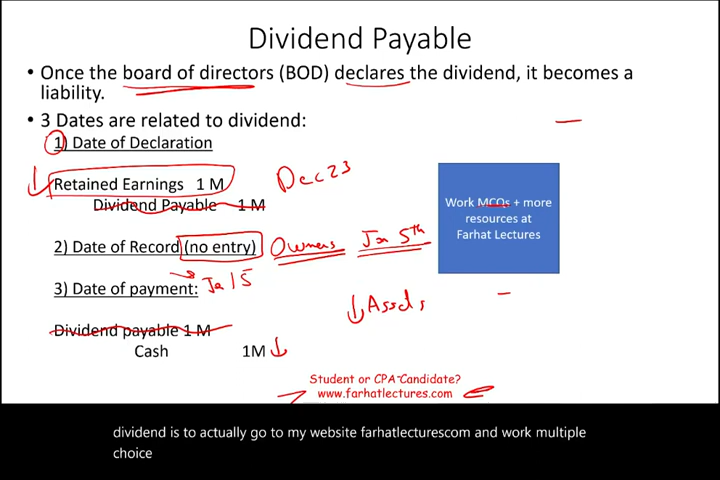 Dividend Payable
• Once the board of directors (BOD) declares the dividend, it becomes a
liability.
• 3 Dates are related to dividend:
1) Date of Declaration
Dec 23
Retained Earnings 1 M
Dividend Payable 1 M
Work MCQs + more
resources at
Farhat Lectures
2) Date of Record (no entry) Owners Jan 5th
3) Date of payment: Ja 15
Assets
Dividend payable 1 M
Cash 1M
Student or CPA Candidate?
www.farhatlectures.com
dividend is to actually go to my website farhatlecturescom and work multiple
choice